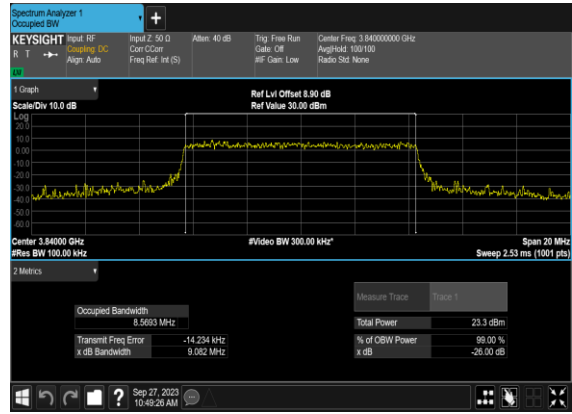 Spectrum Analyzer 1
Occupied BW
+
KEYSIGHT Input: RF Input Z: 50 Ω Atten: 40 dB Trig: Free Run Center Freq: 3.840000000 GHz
R T Coupling: DC Corr CCorr Gate: Off Avg|Hold: 100/100
Align: Auto Freq Ref: Int (S) #IF Gain: Low Radio Std: None
1 Graph
Ref Lvl Offset 8.90 dB
Scale/Div 10.0 dB Ref Value 30.00 dBm
Log
20.0
10.0
0.00
-10.0
-20.0
-30.0
-40.0
-50.0
-60.0
Center 3.84000 GHz #Video BW 300.00 kHz* Span 20 MHz
#Res BW 100.00 kHz Sweep 2.53 ms (1001 pts)
2 Metrics
Measure Trace Trace 1
Occupied Bandwidth
8.5693 MHz Total Power 23.3 dBm
Transmit Freq Error -14.234 kHz % of OBW Power 99.00 %
x dB Bandwidth 9.082 MHz x dB -26.00 dB
? Sep 27, 2023
10:49:26 AM